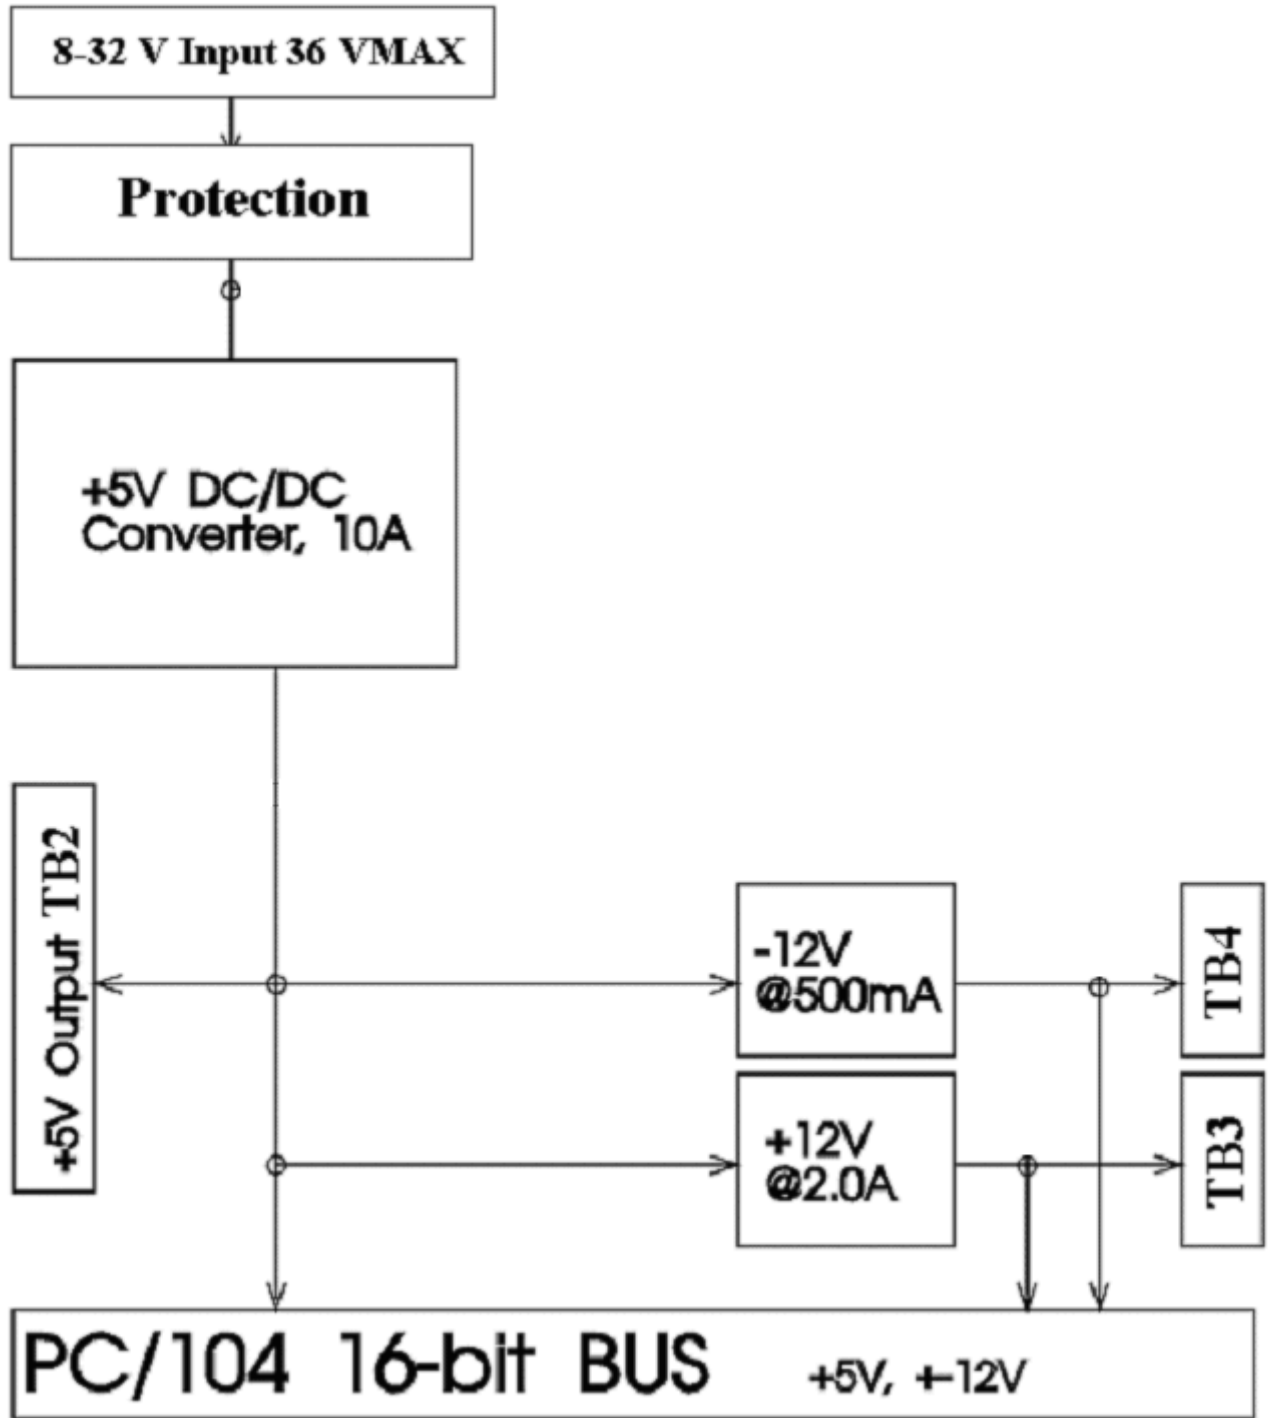 8-32 V Input 36 VMAX
Protection
+5V DC/DC
Converter, 10A
+5V Output TB2
-12V
@500mA
TB4
+12V
@2.0A
TB3
PC/104 16-bit BUS +5V, +-12V